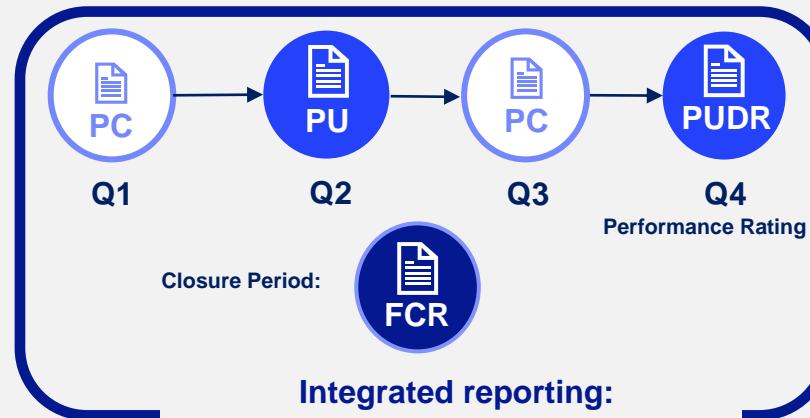 PC PU PC PUDR
Q1 Q2 Q3 Q4
Performance Rating
Closure Period:
FCR
Integrated reporting: